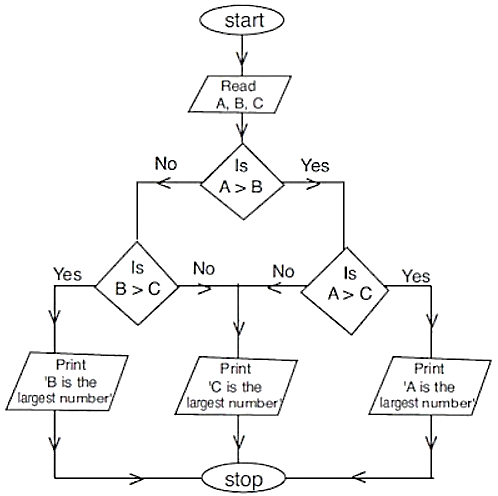 start
Read
A, B, C
No
Is
A > B
Yes
Yes
Is
B > C
No
No
Is
A > C
Yes
Print
'B is the
largest number'
Print
'C is the
largest number'
Print
'A is the
largest number'
stop